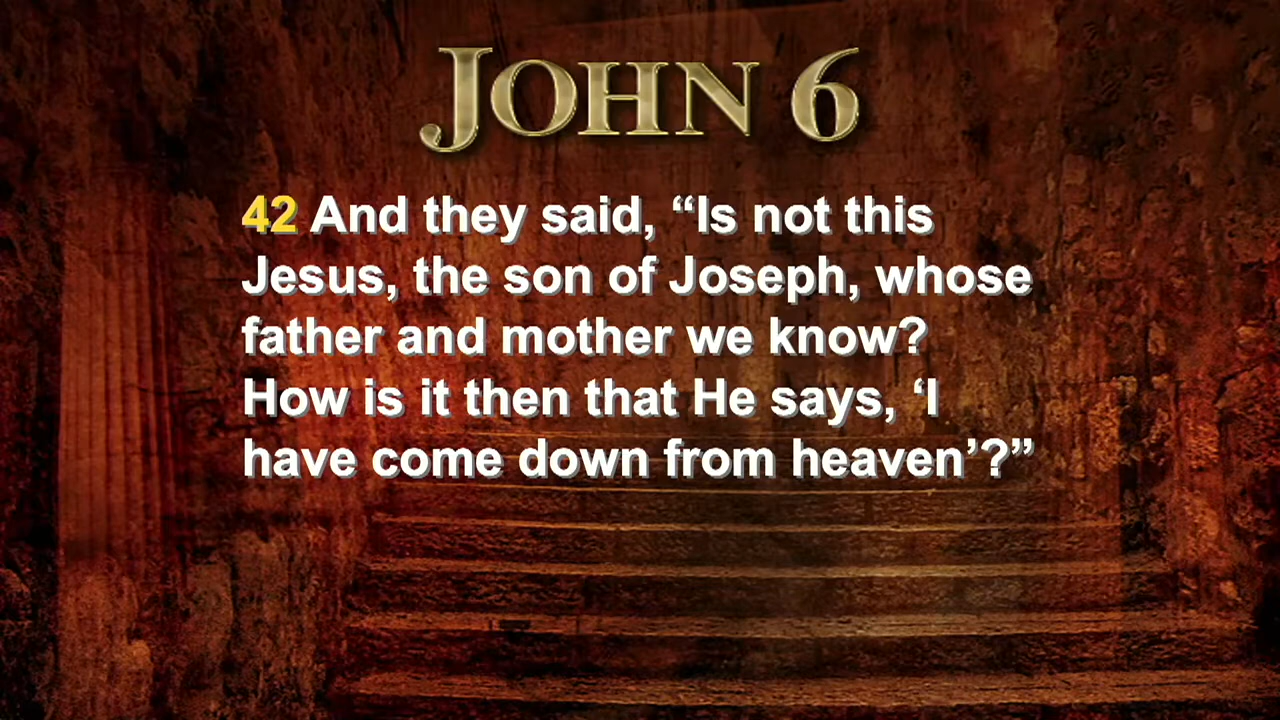 JOHN 6
42 And they said, “Is not this
Jesus, the son of Joseph, whose
father and mother we know?
How is it then that He says, ‘I
have come down from heaven’?”